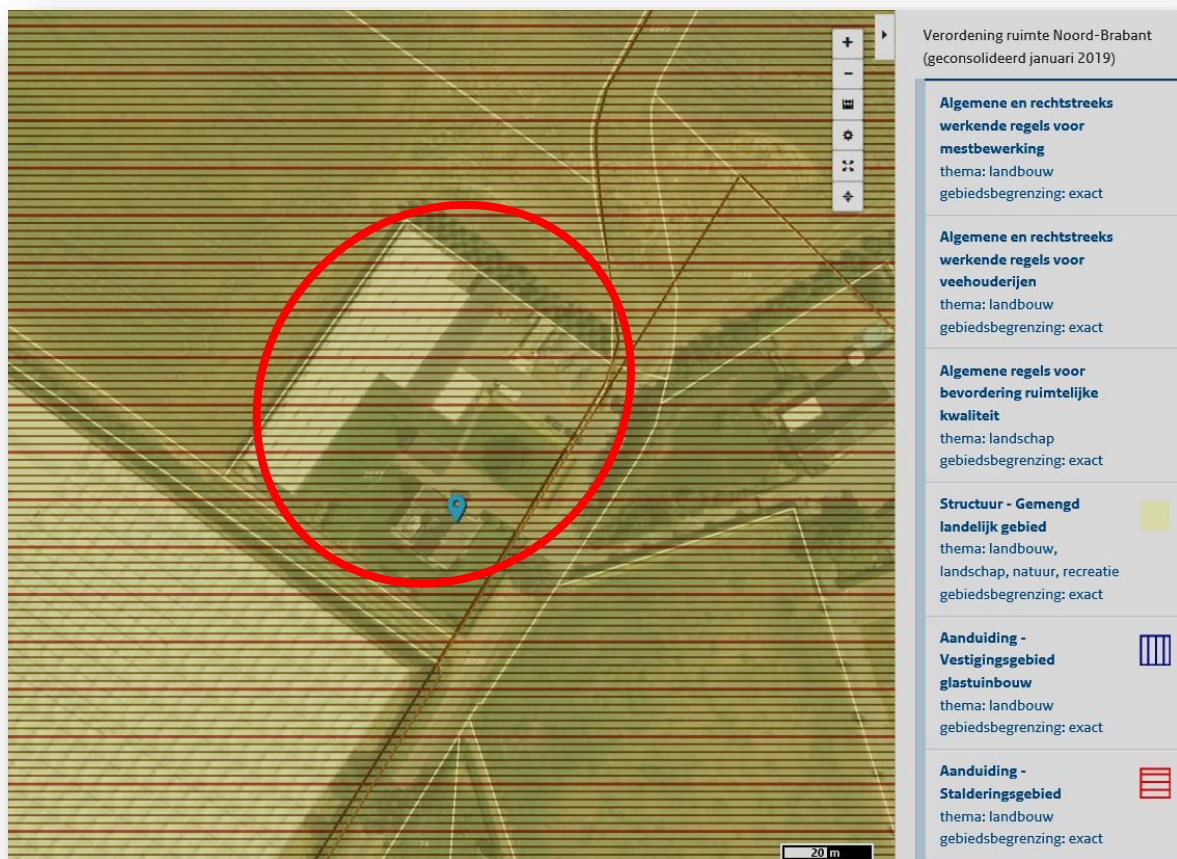 +
−
Verordening ruimte Noord-Brabant
(geconsolideerd januari 2019)
Algemene en rechtstreeks
werkende regels voor
mestbewerking
thema: landbouw
gebiedsbegrenzing: exact
Algemene en rechtstreeks
werkende regels voor
veehouderijen
thema: landbouw
gebiedsbegrenzing: exact
Algemene regels voor
bevordering ruimtelijke
kwaliteit
thema: landschap
gebiedsbegrenzing: exact
Structuur - Gemengd
landelijk gebied
thema: landbouw,
landschap, natuur, recreatie
gebiedsbegrenzing: exact
Aanduiding -
Vestigingsgebied
glastuinbouw
thema: landbouw
gebiedsbegrenzing: exact
Aanduiding -
Stalderingsgebied
thema: landbouw
gebiedsbegrenzing: exact
20 m